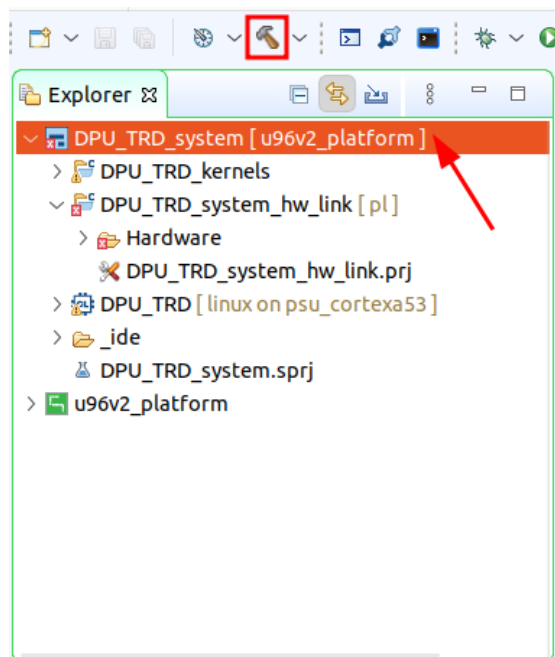 Explorer
DPU_TRD_system [ u96v2_platform ]
DPU_TRD_kernels
DPU_TRD_system_hw_link [ pl ]
Hardware
DPU_TRD_system_hw_link.prj
DPU_TRD [ linux on psu_cortexa53 ]
_ide
DPU_TRD_system.sprj
u96v2_platform